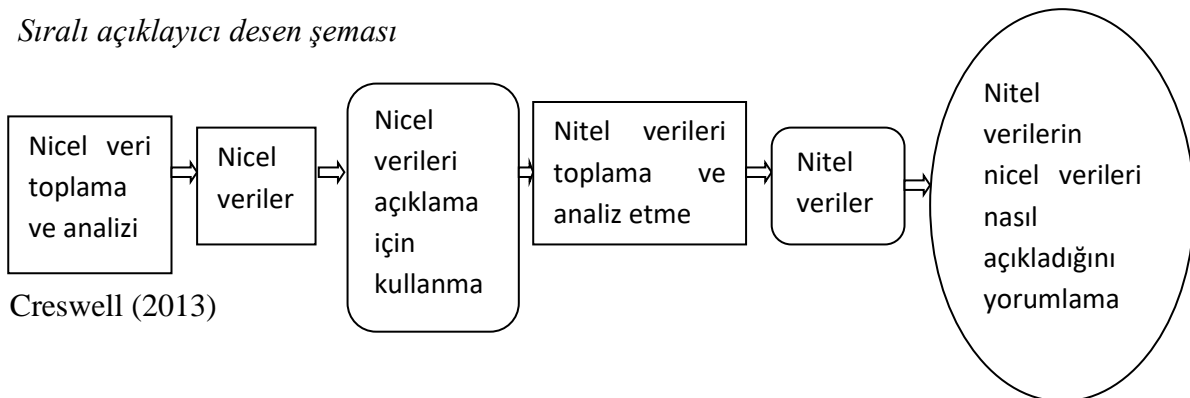 Sıralı açıklayıcı desen şeması
Nicel veri
toplama
ve analizi
Nicel
veriler
Nicel
verileri
açıklama
için
kullanma
Nitel verileri
toplama ve
analiz etme
Nitel
veriler
Nitel
verilerin
nicel verileri
nasıl
açıkladığını
yorumlama
Creswell (2013)